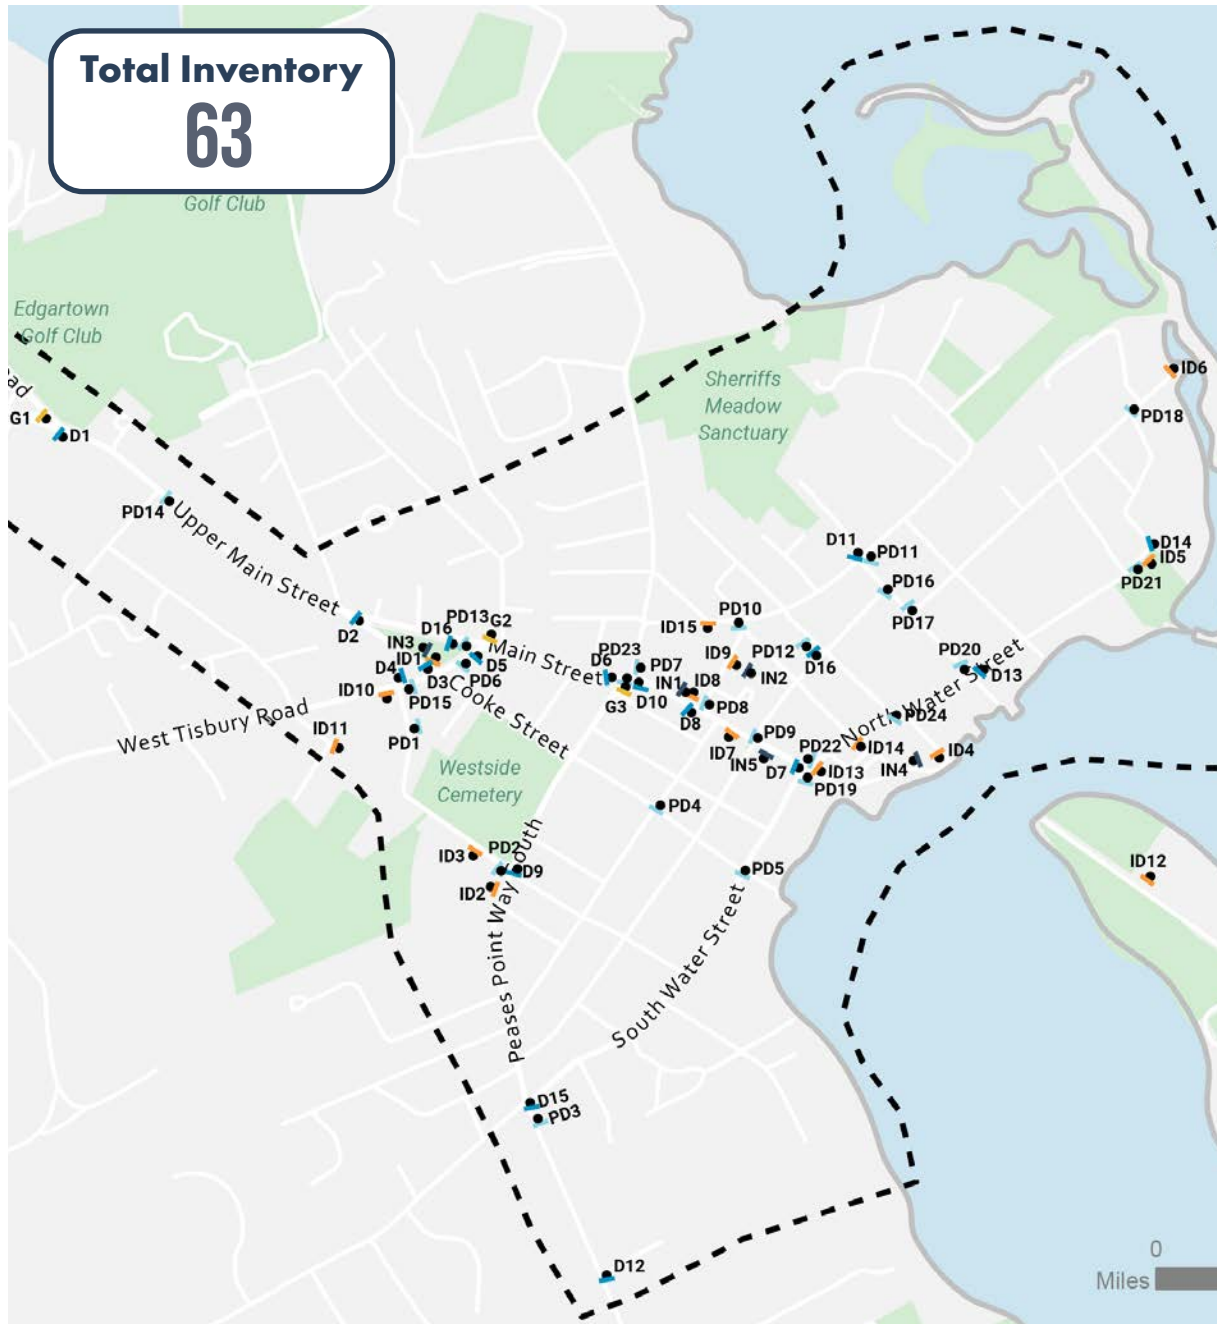 Total Inventory
63
Golf Club
Edgartown
Golf Club
Sherriffs
Meadow
Sanctuary
ID6
PD18
G1
D1
oad
PD14
Upper Main Street
D11
PD11
D14
ID5
PD21
PD16
PD17
D2
PD13
G2
D16
IN3
ID1
D4
D3
D5
PD6
PD15
ID10
ID11
PD1
West Tisbury Road
Cooke Street
Main Street
PD10
ID15
PD23
D6
PD7
IN1
ID8
G3
D10
D8
PD8
ID9
IN2
PD12
D16
PD20
D13
North Water Street
PD24
ID7
PD9
IN5
D7
PD22
ID13
PD19
ID14
IN4
ID4
Westside
Cemetery
PD4
ID3
PD2
D9
ID2
PD5
ID12
Peases Point Way South
South Water Street
D15
PD3
D12
0
Miles